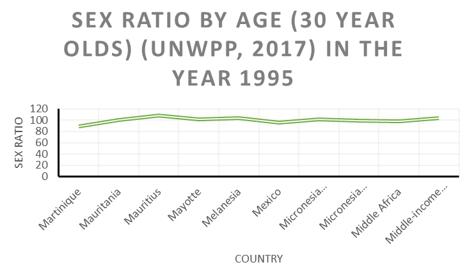 SEX RATIO BY AGE (30 YEAR
OLDS) (UNWPP, 2017) IN THE
YEAR 1995
SEX RATIO
120
100
80
60
40
20
0
Martinique
Mauritania
Mauritius
Mayotte
Melanesia
Mexico
Micronesia...
Micronesia...
Middle Africa
Middle-income...
COUNTRY